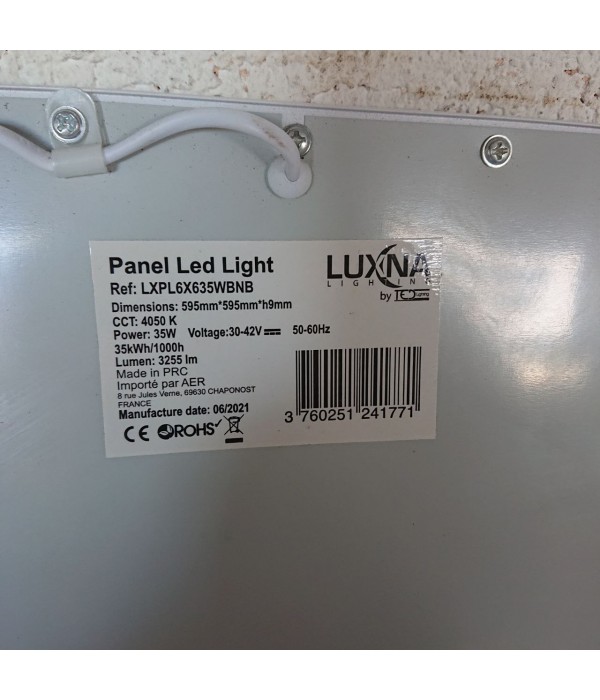 Panel Led Light
Ref: LXPL6X635WBNB
Dimensions: 595mm*595mm*h9mm
CCT: 4050 K
Power: 35W Voltage:30-42V 50-60Hz
35kWh/1000h
Lumen: 3255 lm
Made in PRC
Importé par AER
8 rue Jules Verne, 69630 CHAPONOST
FRANCE
Manufacture date: 06/2021
CE ROHS
LUXNA
LIGHTING
by
3 760251 241771